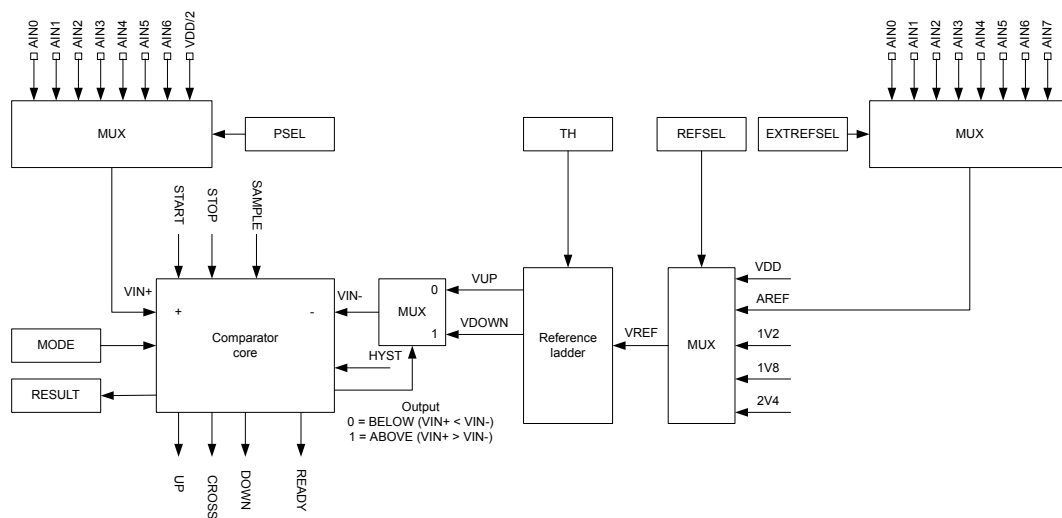 AIN0
AIN1
AIN2
AIN3
AIN4
AIN5
AIN6
VDD/2
AIN0
AIN1
AIN2
AIN3
AIN4
AIN5
AIN6
AIN7
MUX
PSEL
TH
REFSEL
EXTREFSEL
MUX
START
STOP
SAMPLE
VIN+
+
-
VIN-
MUX
0
1
VUP
VDOWN
Comparator
core
HYST
Reference
ladder
VREF
MUX
VDD
AREF
1V2
1V8
2V4
MODE
RESULT
Output
0 = BELOW (VIN+ < VIN-)
1 = ABOVE (VIN+ > VIN-)
UP
CROSS
DOWN
READY